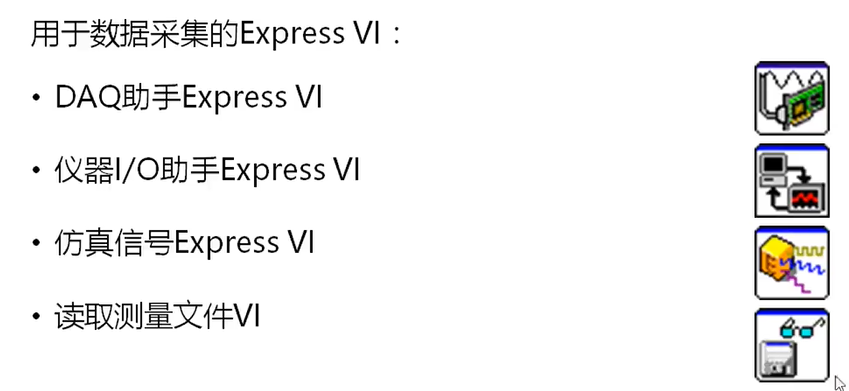 用于数据采集的Express VI：
• DAQ助手Express VI
• 仪器I/O助手Express VI
• 仿真信号Express VI
• 读取测量文件VI